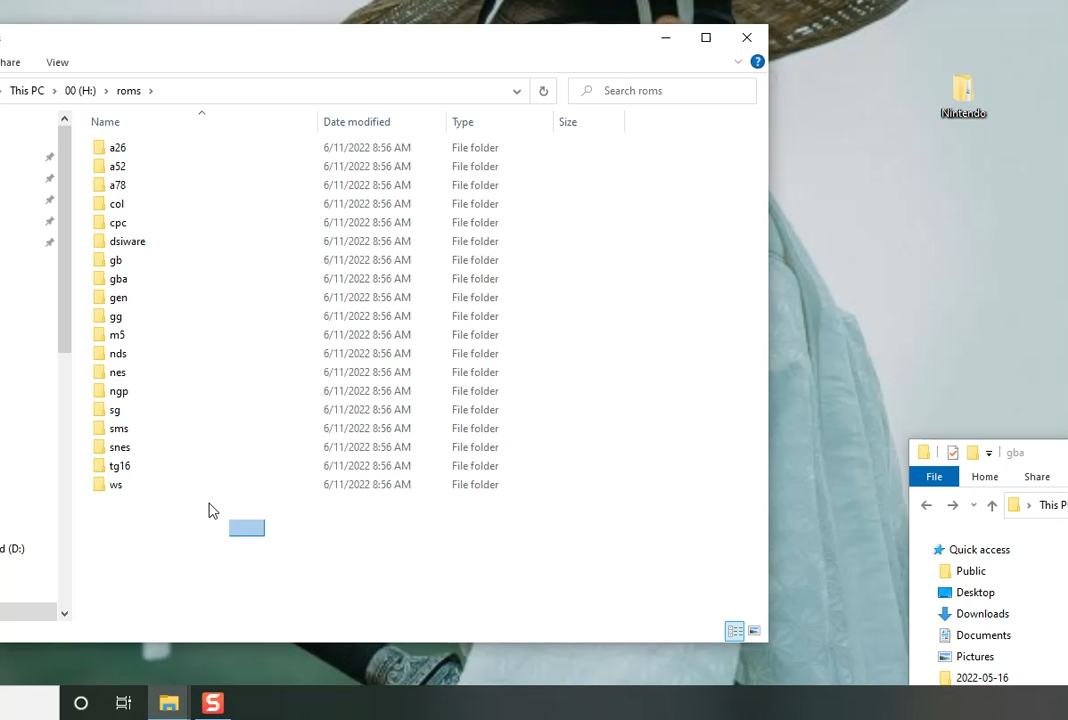 hare View
This PC > 00 (H:) > roms >
Search roms
Name Date modified Type Size
a26 6/11/2022 8:56 AM File folder
a52 6/11/2022 8:56 AM File folder
a78 6/11/2022 8:56 AM File folder
col 6/11/2022 8:56 AM File folder
cpc 6/11/2022 8:56 AM File folder
dsiware 6/11/2022 8:56 AM File folder
gb 6/11/2022 8:56 AM File folder
gba 6/11/2022 8:56 AM File folder
gen 6/11/2022 8:56 AM File folder
gg 6/11/2022 8:56 AM File folder
m5 6/11/2022 8:56 AM File folder
nds 6/11/2022 8:56 AM File folder
nes 6/11/2022 8:56 AM File folder
ngp 6/11/2022 8:56 AM File folder
sg 6/11/2022 8:56 AM File folder
sms 6/11/2022 8:56 AM File folder
snes 6/11/2022 8:56 AM File folder
tg16 6/11/2022 8:56 AM File folder
ws 6/11/2022 8:56 AM File folder
d (D:)
Nintendo
gba
File Home Share
This P
Quick access
Public
Desktop
Downloads
Documents
Pictures
2022-05-16